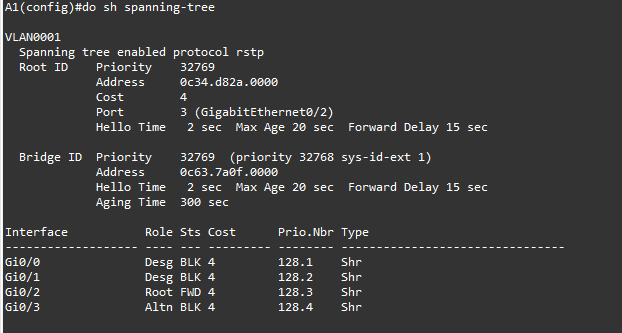 A1(config)#do sh spanning-tree

VLAN0001
  Spanning tree enabled protocol rstp
  Root ID    Priority    32769
             Address     0c34.d82a.0000
             Cost        4
             Port        3 (GigabitEthernet0/2)
             Hello Time   2 sec  Max Age 20 sec  Forward Delay 15 sec

  Bridge ID  Priority    32769  (priority 32768 sys-id-ext 1)
             Address     0c63.7a0f.0000
             Hello Time   2 sec  Max Age 20 sec  Forward Delay 15 sec
             Aging Time  300 sec

Interface           Role Sts Cost      Prio.Nbr Type
------------------- ---- --- --------- -------- --------------------------------
Gi0/0               Desg BLK 4         128.1    Shr
Gi0/1               Desg BLK 4         128.2    Shr
Gi0/2               Root FWD 4         128.3    Shr
Gi0/3               Altn BLK 4         128.4    Shr